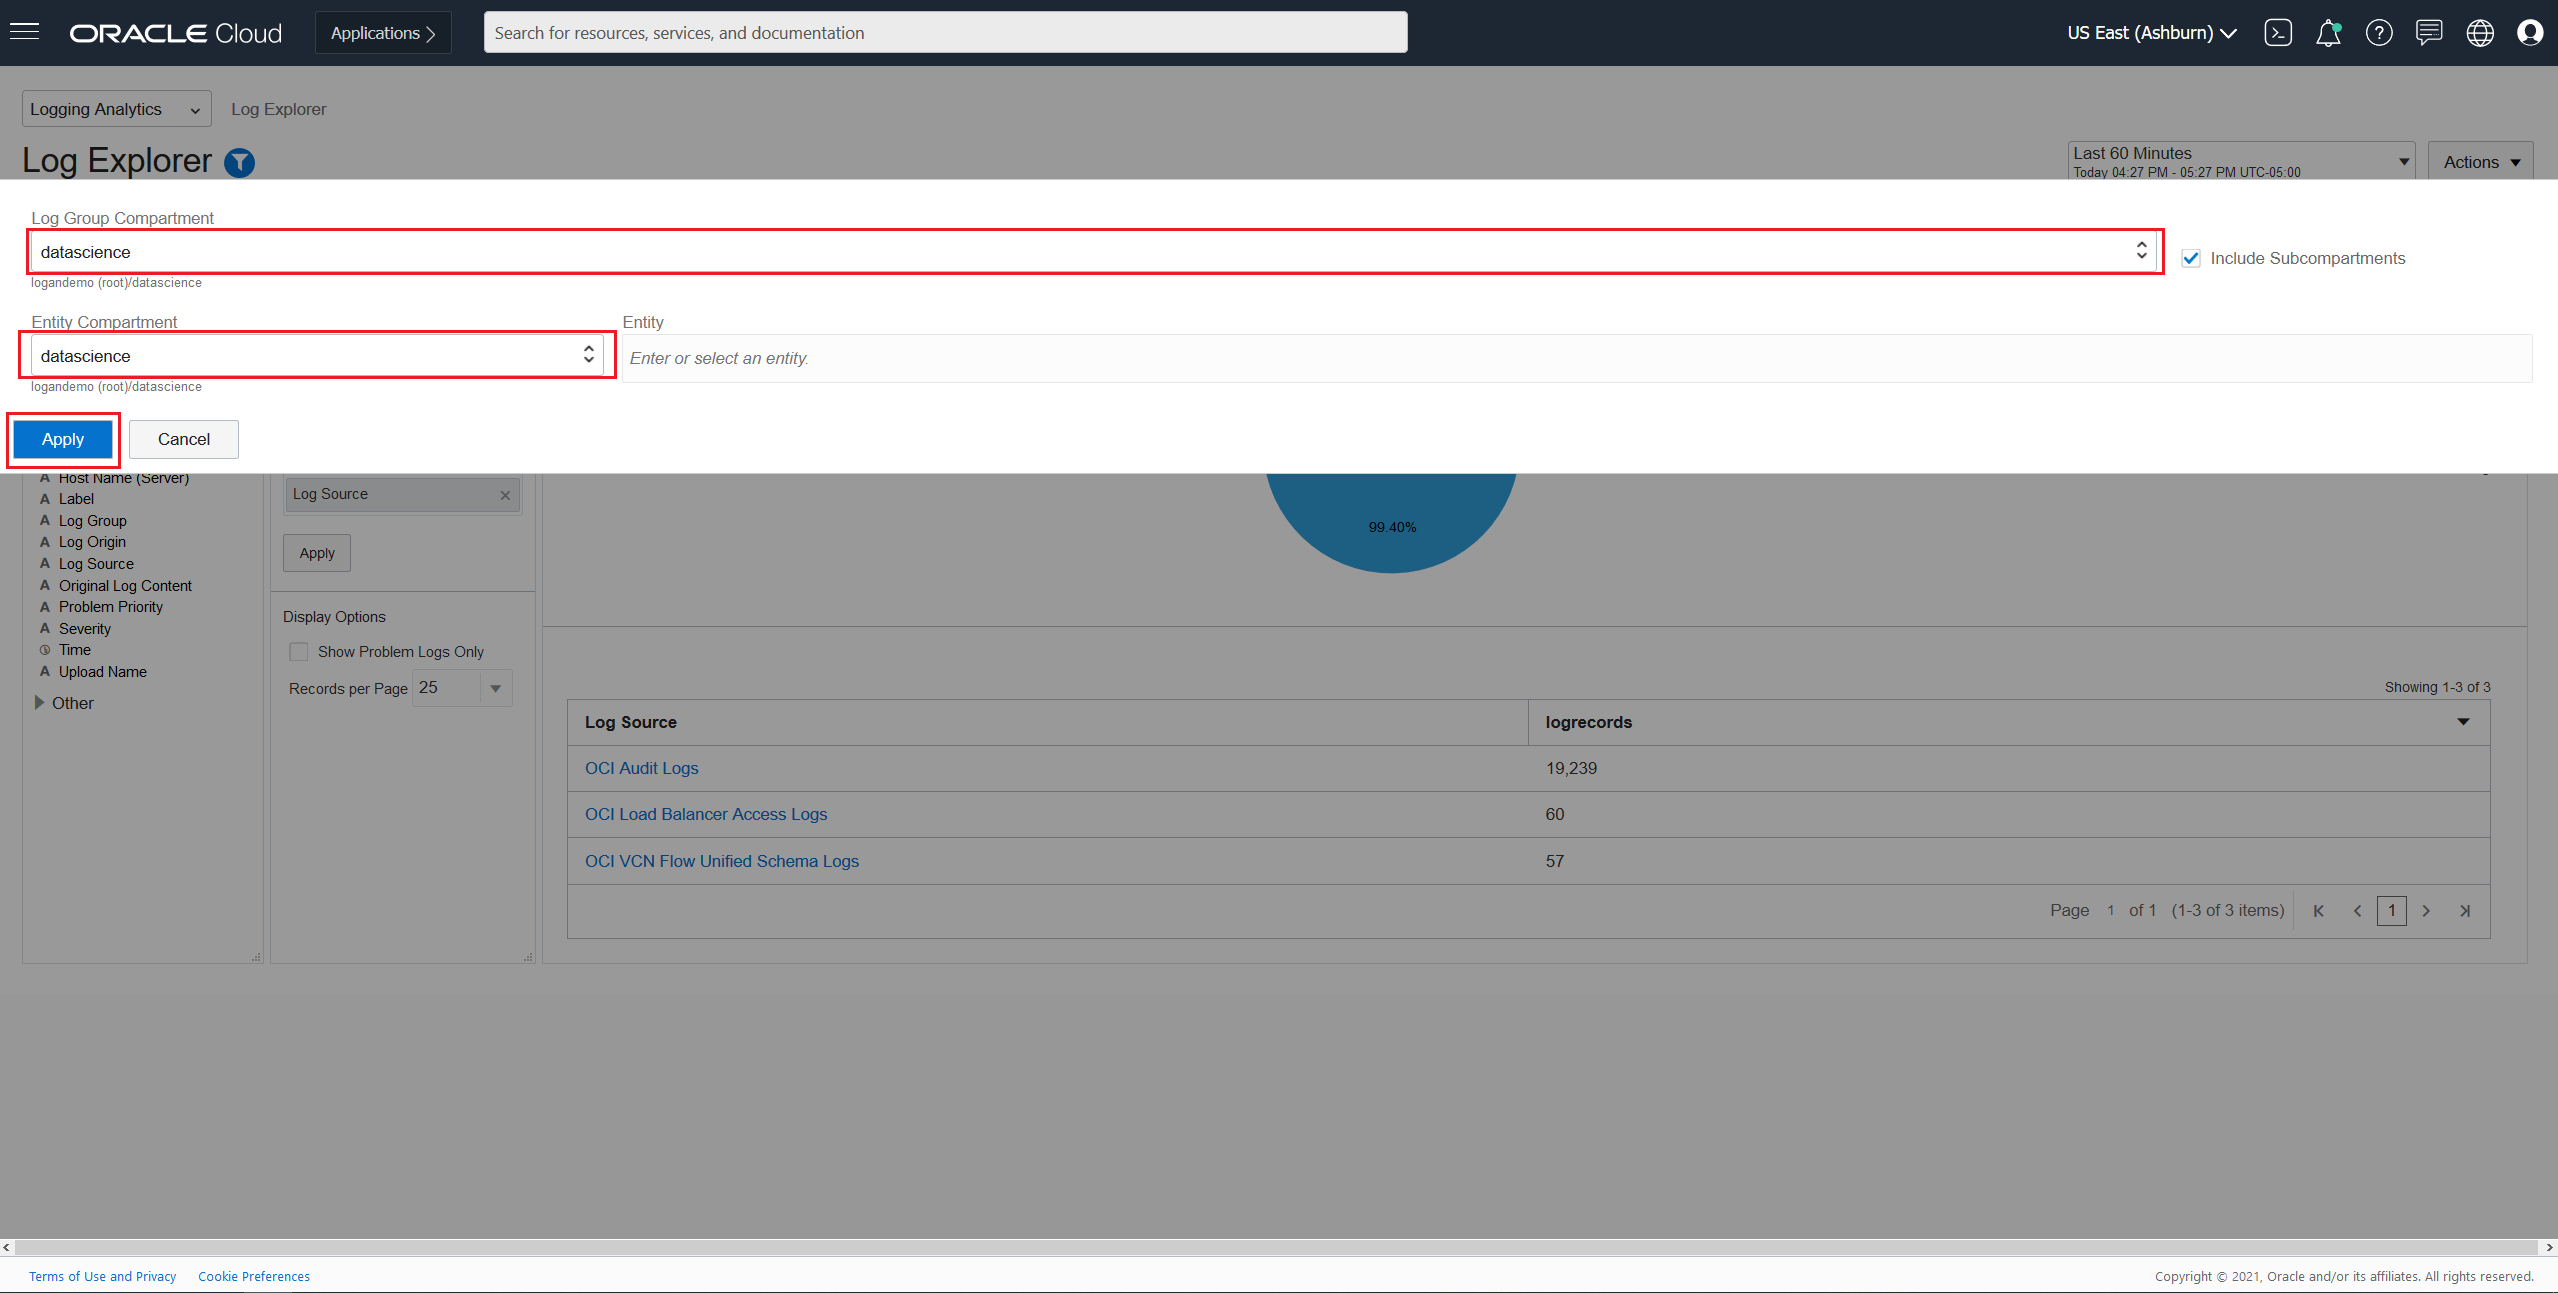 ORACLE Cloud
Applications
Search for resources, services, and documentation
US East (Ashburn)
Logging Analytics
Log Explorer
Log Explorer
Last 60 Minutes
Today 04:27 PM - 05:27 PM UTC-05:00
Actions
Log Group Compartment
datascience
Include Subcompartments
logandemo (root)/datascience
Entity Compartment
Entity
datascience
Enter or select an entity.
logandemo (root)/datascience
Apply
Cancel
A Host Name (Server)
A Label
A Log Group
A Log Origin
A Log Source
A Original Log Content
A Problem Priority
A Severity
Time
A Upload Name
Other
Log Source
Apply
Display Options
Show Problem Logs Only
Records per Page 25
99.40%
Showing 1-3 of 3
Log Source
logrecords
OCI Audit Logs
19,239
OCI Load Balancer Access Logs
60
OCI VCN Flow Unified Schema Logs
57
Page 1 of 1 (1-3 of 3 items)
1
Terms of Use and Privacy
Cookie Preferences
Copyright © 2021, Oracle and/or its affiliates. All rights reserved.